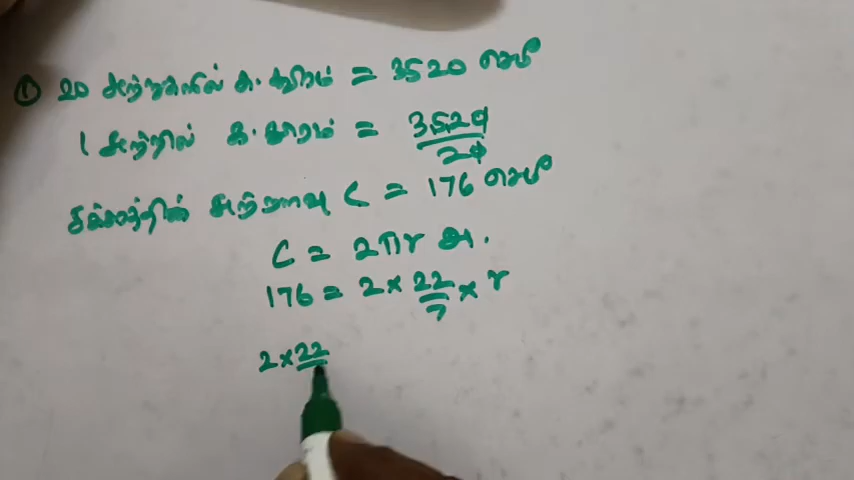 ① 20 சுற்றுகளில் க.தூரம் = 3520 செமீ
1 சுற்றில் க.தூரம் = 3520/20
சக்கரத்தின் சுற்றளவு C = 176 செமீ
C = 2πr அ.
176 = 2 × 22/7 × r
2 × 22